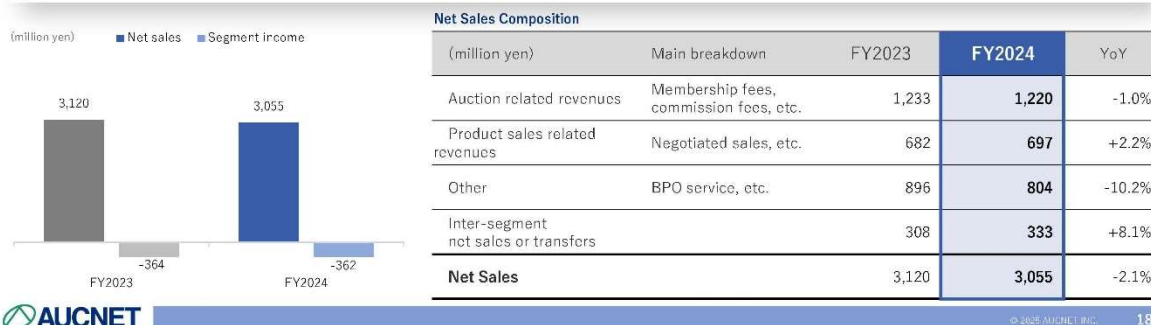 Net Sales Composition
(million yen) Net sales Segment income
3,120
3,055
-364
-362
FY2023
FY2024
(million yen) Main breakdown FY2023 FY2024 YoY
Auction related revenues Membership fees, commission fees, etc. 1,233 1,220 -1.0%
Product sales related revenues Negotiated sales, etc. 682 697 +2.2%
Other BPO service, etc. 896 804 -10.2%
Inter-segment net sales or transfers 308 333 +8.1%
Net Sales 3,120 3,055 -2.1%
AUCNET
© 2025 AUCNET INC. 18